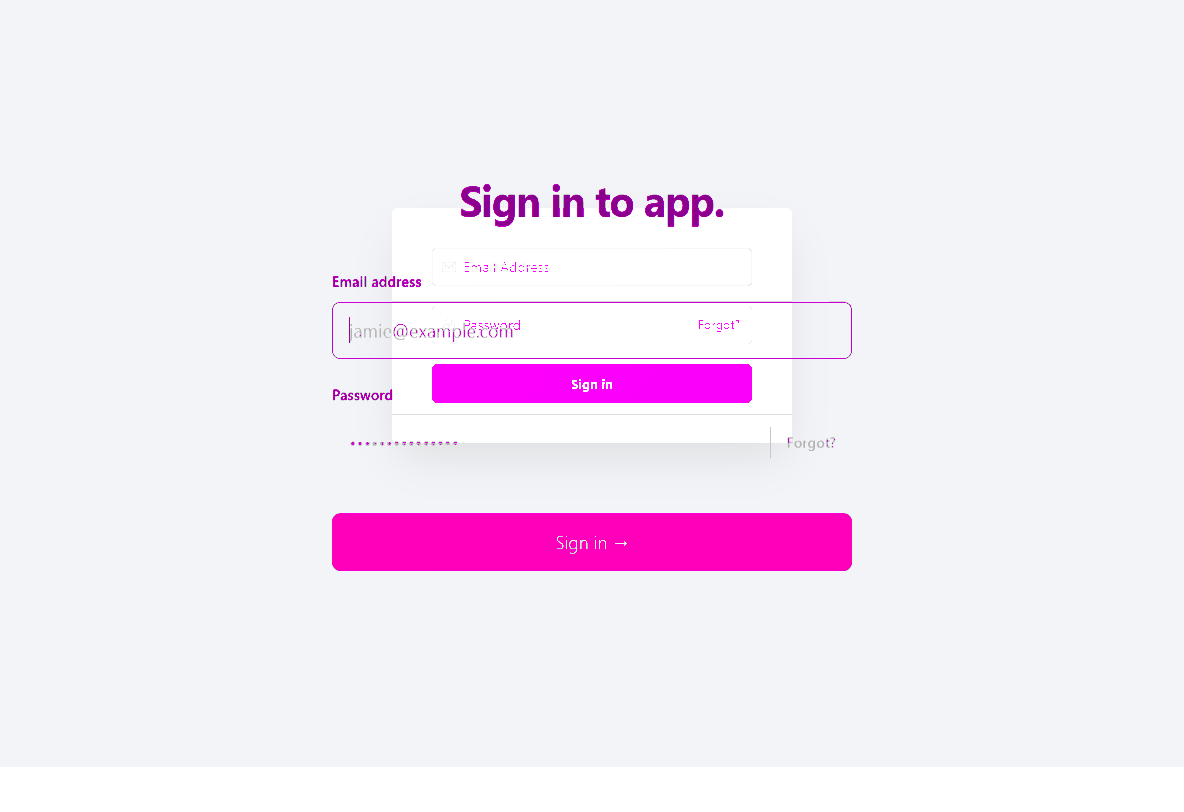 Sign in to app.
Email Address
Email address
Password
Forgot?
jamie@example.com
Sign in
Password
Forgot?
Sign in →